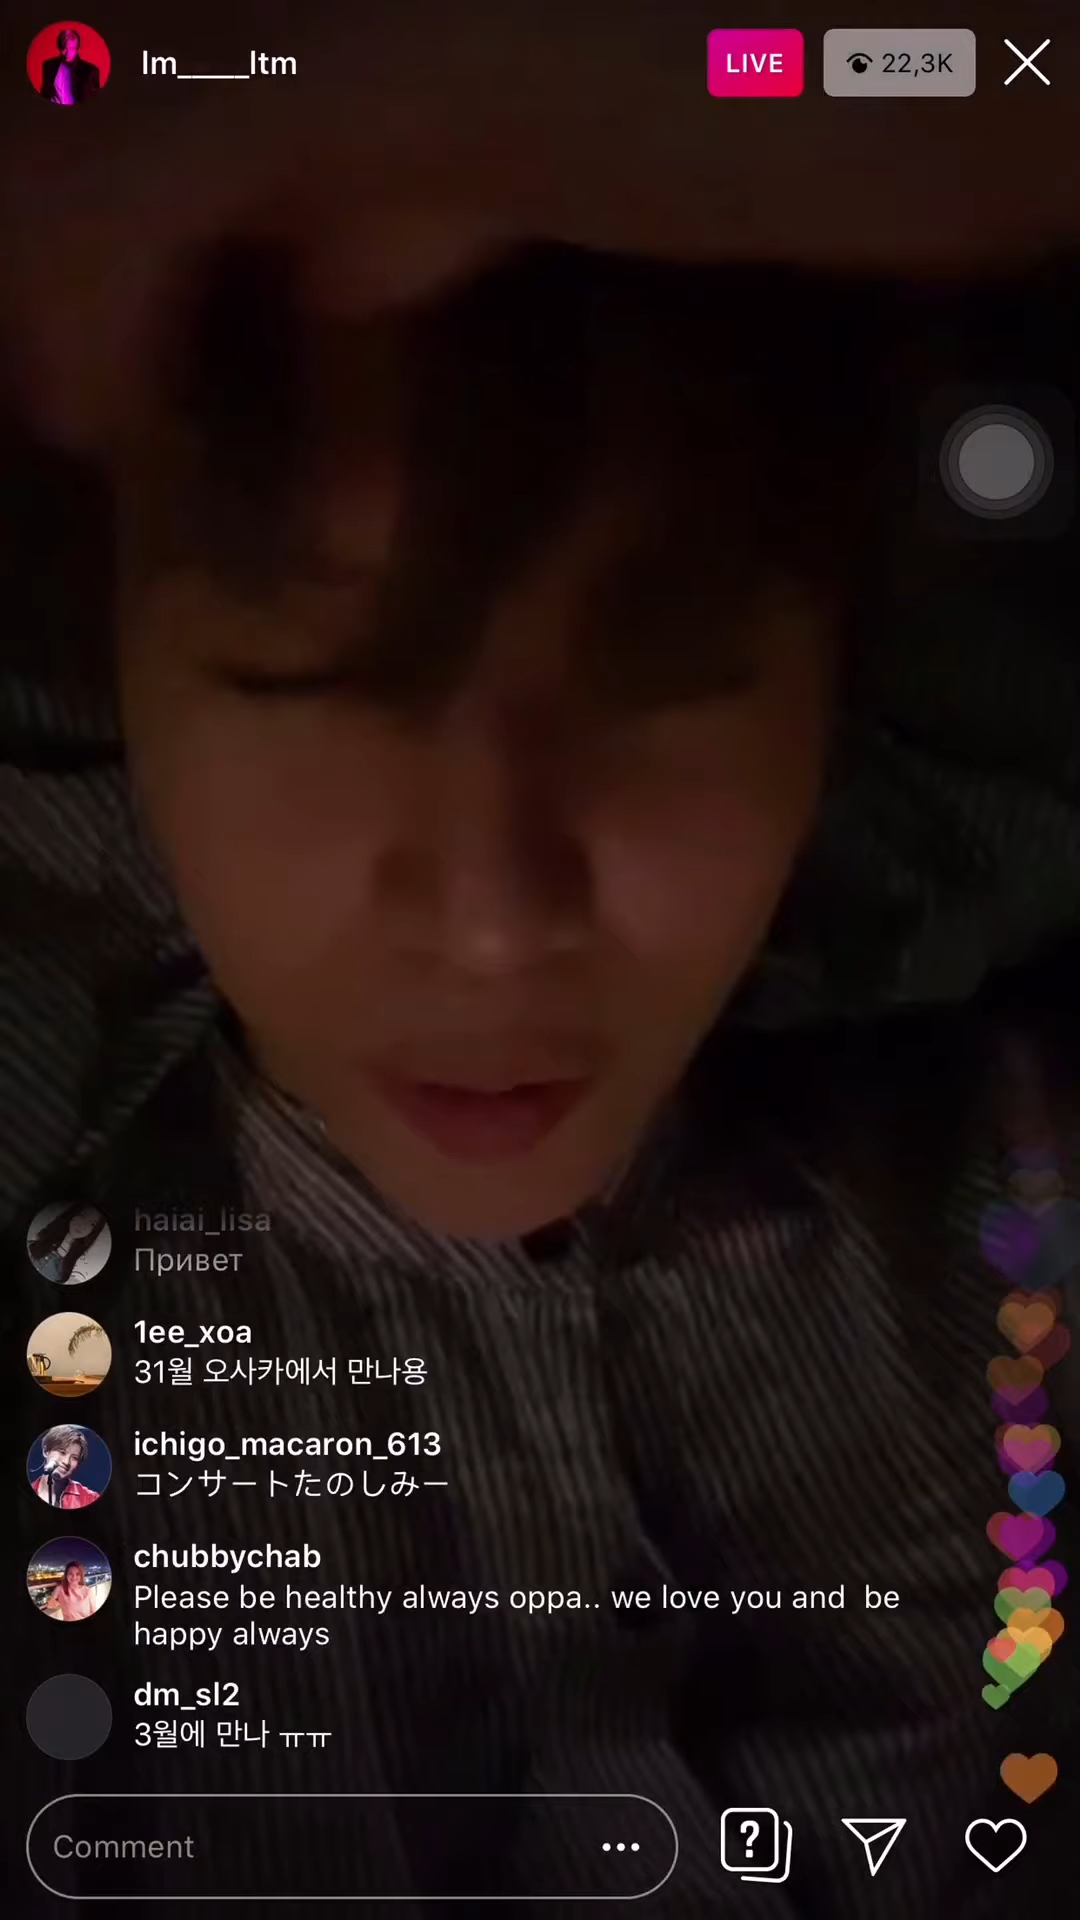 lm_____ltm
LIVE
22,3K
haiai_lisa
Привет
1ee_xoa
31월 오사카에서 만나용
ichigo_macaron_613
コンサートたのしみー
chubbychab
Please be healthy always oppa.. we love you and  be
happy always
dm_sl2
3월에 만나 ㅠㅠ
Comment
?